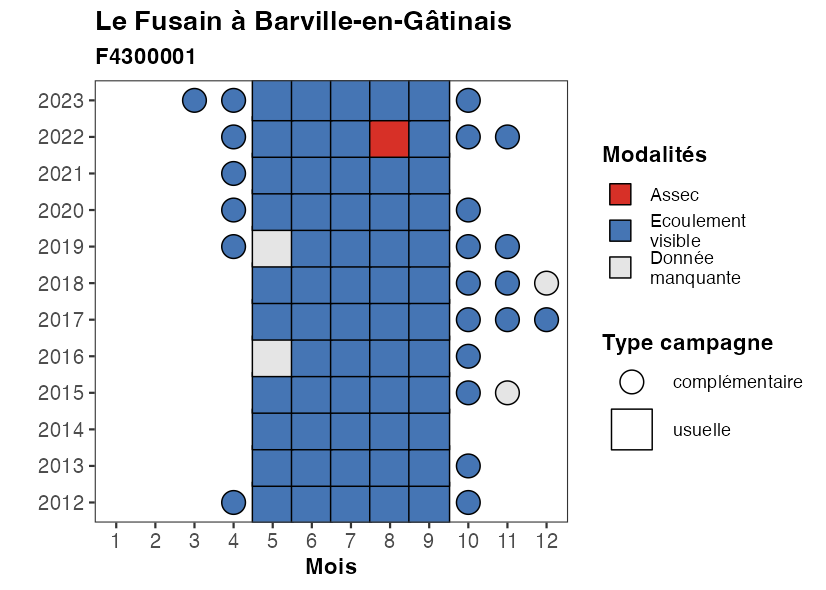 Le Fusain à Barville-en-Gâtinais
F4300001
2023
2022
2021
2020
2019
2018
2017
2016
2015
2014
2013
2012
1 2 3 4 5 6 7 8 9 10 11 12
Mois
Modalités
Assec
Ecoulement
visible
Donnée
manquante
Type campagne
complémentaire
usuelle